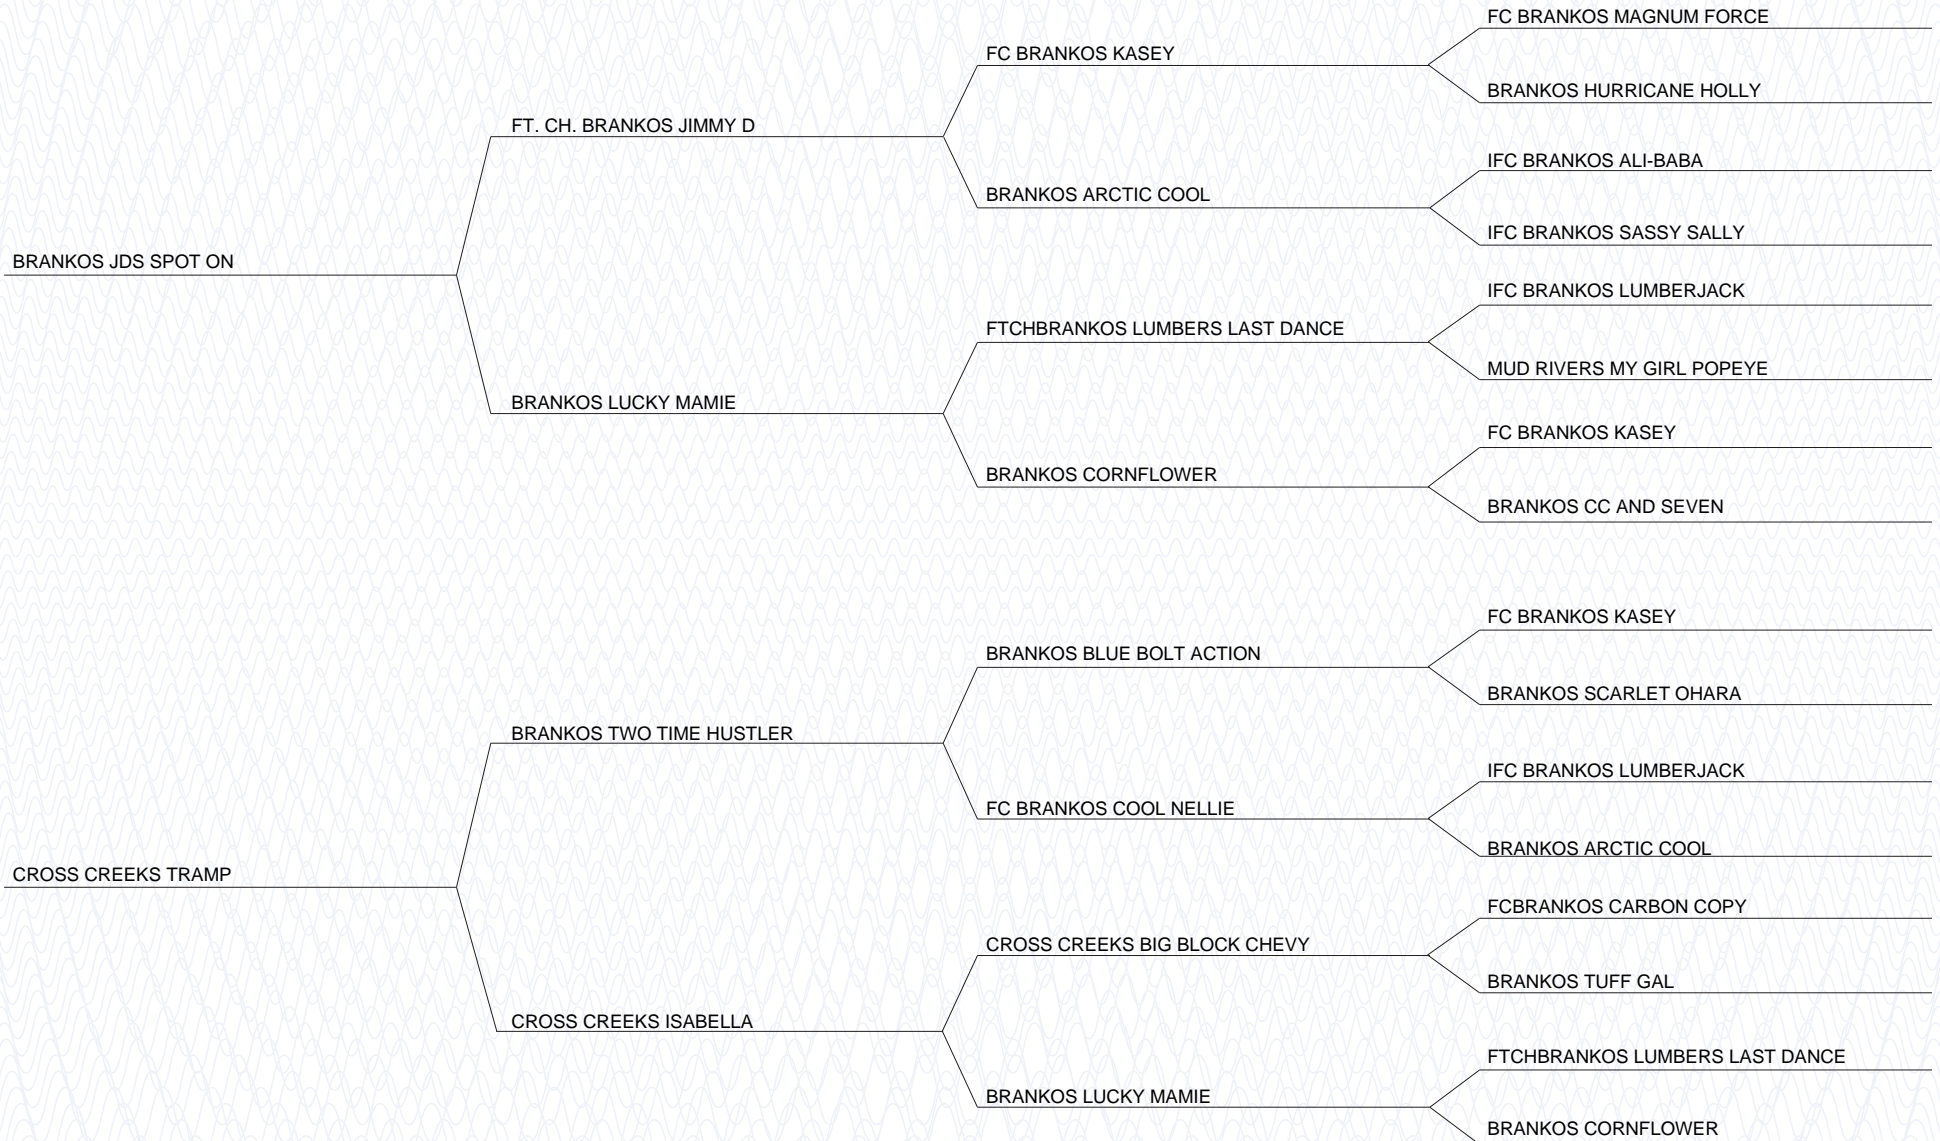 FC BRANKOS MAGNUM FORCE
FC BRANKOS KASEY
BRANKOS HURRICANE HOLLY
FT. CH. BRANKOS JIMMY D
IFC BRANKOS ALI-BABA
BRANKOS ARCTIC COOL
IFC BRANKOS SASSY SALLY
BRANKOS JDS SPOT ON
IFC BRANKOS LUMBERJACK
FTCHBRANKOS LUMBERS LAST DANCE
MUD RIVERS MY GIRL POPEYE
BRANKOS LUCKY MAMIE
FC BRANKOS KASEY
BRANKOS CORNFLOWER
BRANKOS CC AND SEVEN
FC BRANKOS KASEY
BRANKOS BLUE BOLT ACTION
BRANKOS SCARLET OHARA
BRANKOS TWO TIME HUSTLER
IFC BRANKOS LUMBERJACK
FC BRANKOS COOL NELLIE
BRANKOS ARCTIC COOL
CROSS CREEKS TRAMP
FCBRANKOS CARBON COPY
CROSS CREEKS BIG BLOCK CHEVY
BRANKOS TUFF GAL
CROSS CREEKS ISABELLA
FTCHBRANKOS LUMBERS LAST DANCE
BRANKOS LUCKY MAMIE
BRANKOS CORNFLOWER